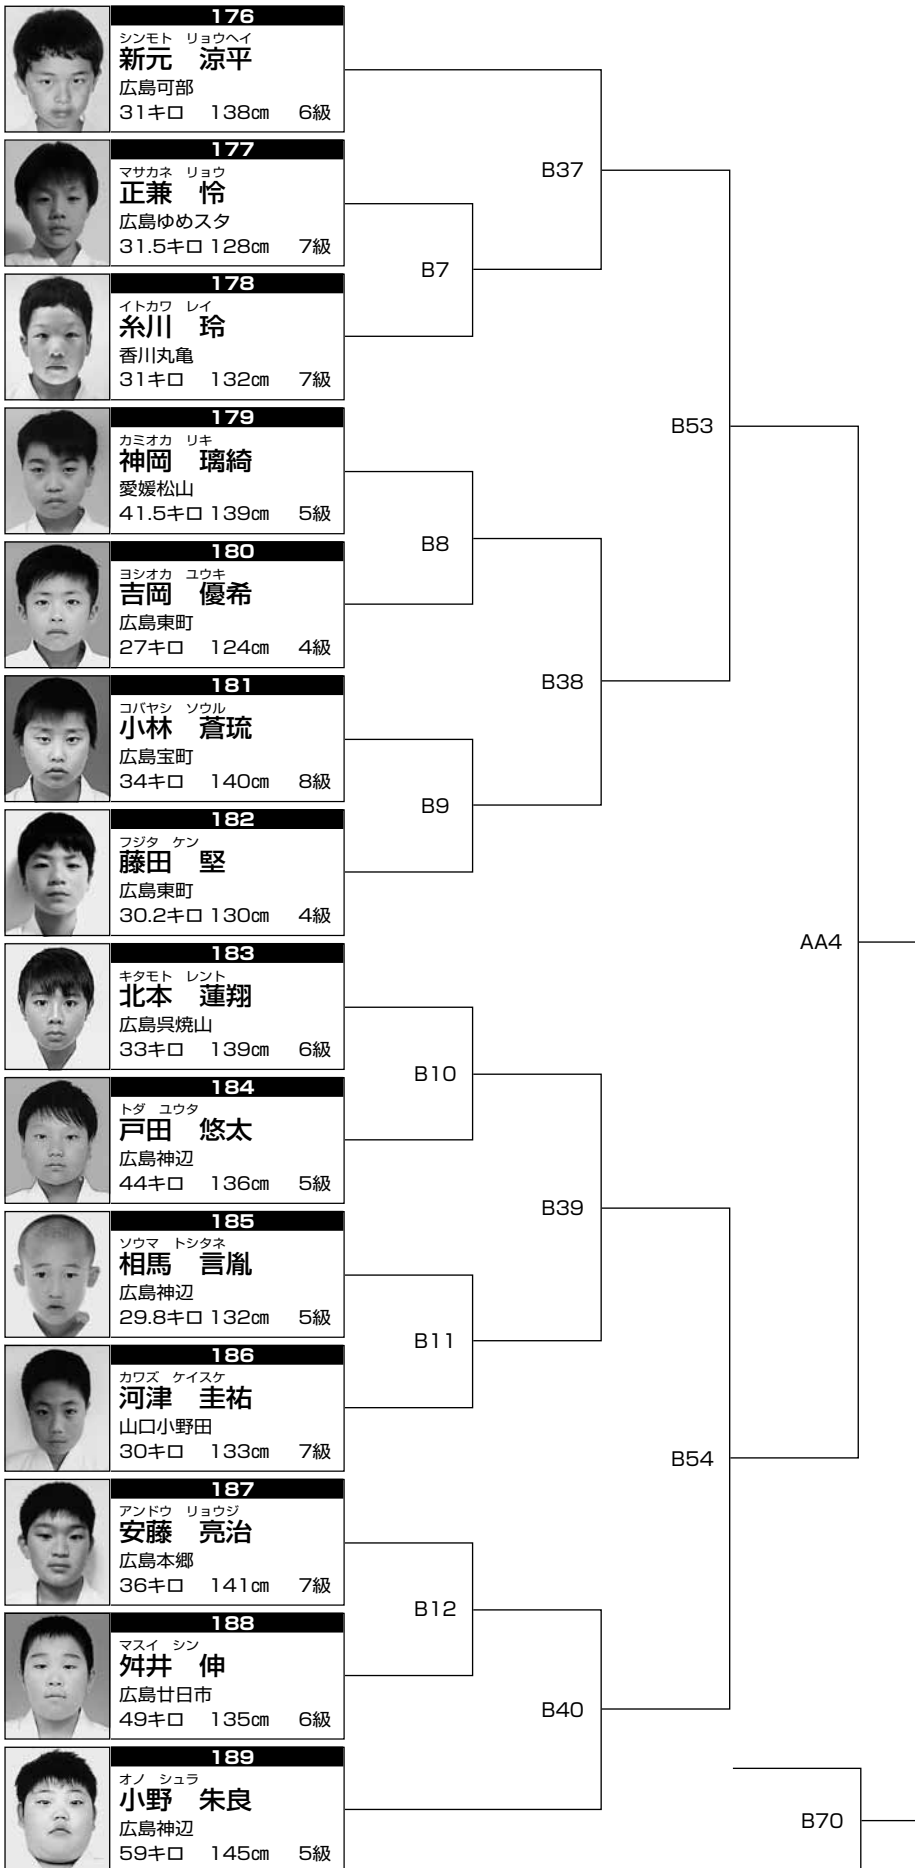 176
シンモト リョウヘイ
新元 涼平
広島可部
31キロ 138cm 6級
177
マサカネ リョウ
正兼 怜
広島ゆめスタ
31.5キロ 128cm 7級
178
イトカワ レイ
糸川 玲
香川丸亀
31キロ 132cm 7級
179
カミオカ リキ
神岡 璃綺
愛媛松山
41.5キロ 139cm 5級
180
ヨシオカ ユウキ
吉岡 優希
広島東町
27キロ 124cm 4級
181
コバヤシ ソウル
小林 蒼琉
広島宝町
34キロ 140cm 8級
182
フジタ ケン
藤田 堅
広島東町
30.2キロ 130cm 4級
183
キタモト レント
北本 蓮翔
広島呉焼山
33キロ 139cm 6級
184
トダ ユウタ
戸田 悠太
広島神辺
44キロ 136cm 5級
185
ソウマ トシタネ
相馬 言胤
広島神辺
29.8キロ 132cm 5級
186
カワズ ケイスケ
河津 圭祐
山口小野田
30キロ 133cm 7級
187
アンドウ リョウジ
安藤 亮治
広島本郷
36キロ 141cm 7級
188
マスイ シン
舛井 伸
広島廿日市
49キロ 135cm 6級
189
オノ シュラ
小野 朱良
広島神辺
59キロ 145cm 5級
B7
B8
B9
B10
B11
B12
B37
B38
B39
B40
B53
B54
AA4
B70